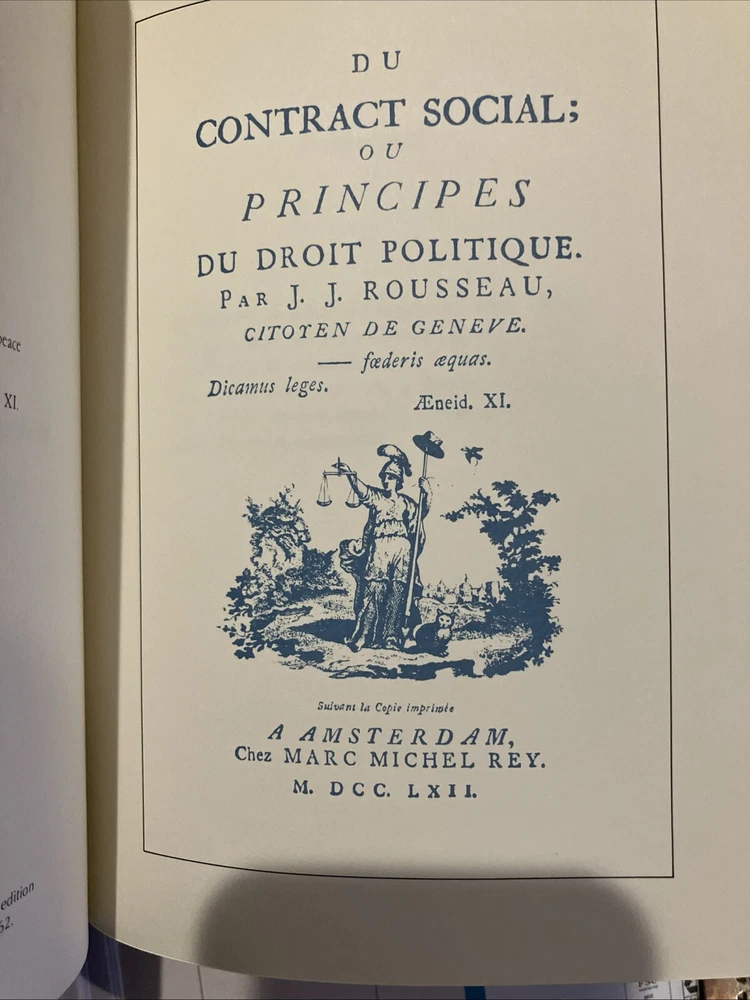 DU
CONTRACT SOCIAL;
OU
PRINCIPES
DU DROIT POLITIQUE.
PAR J. J. ROUSSEAU,
CITOYEN DE GENEVE.
— fœderis æquas.
Dicamus leges.
Æneid. XI.
Suivant la Copie imprimée
A AMSTERDAM,
Chez MARC MICHEL REY.
M. DCC. LXII.
peace
XI.
edition
62.